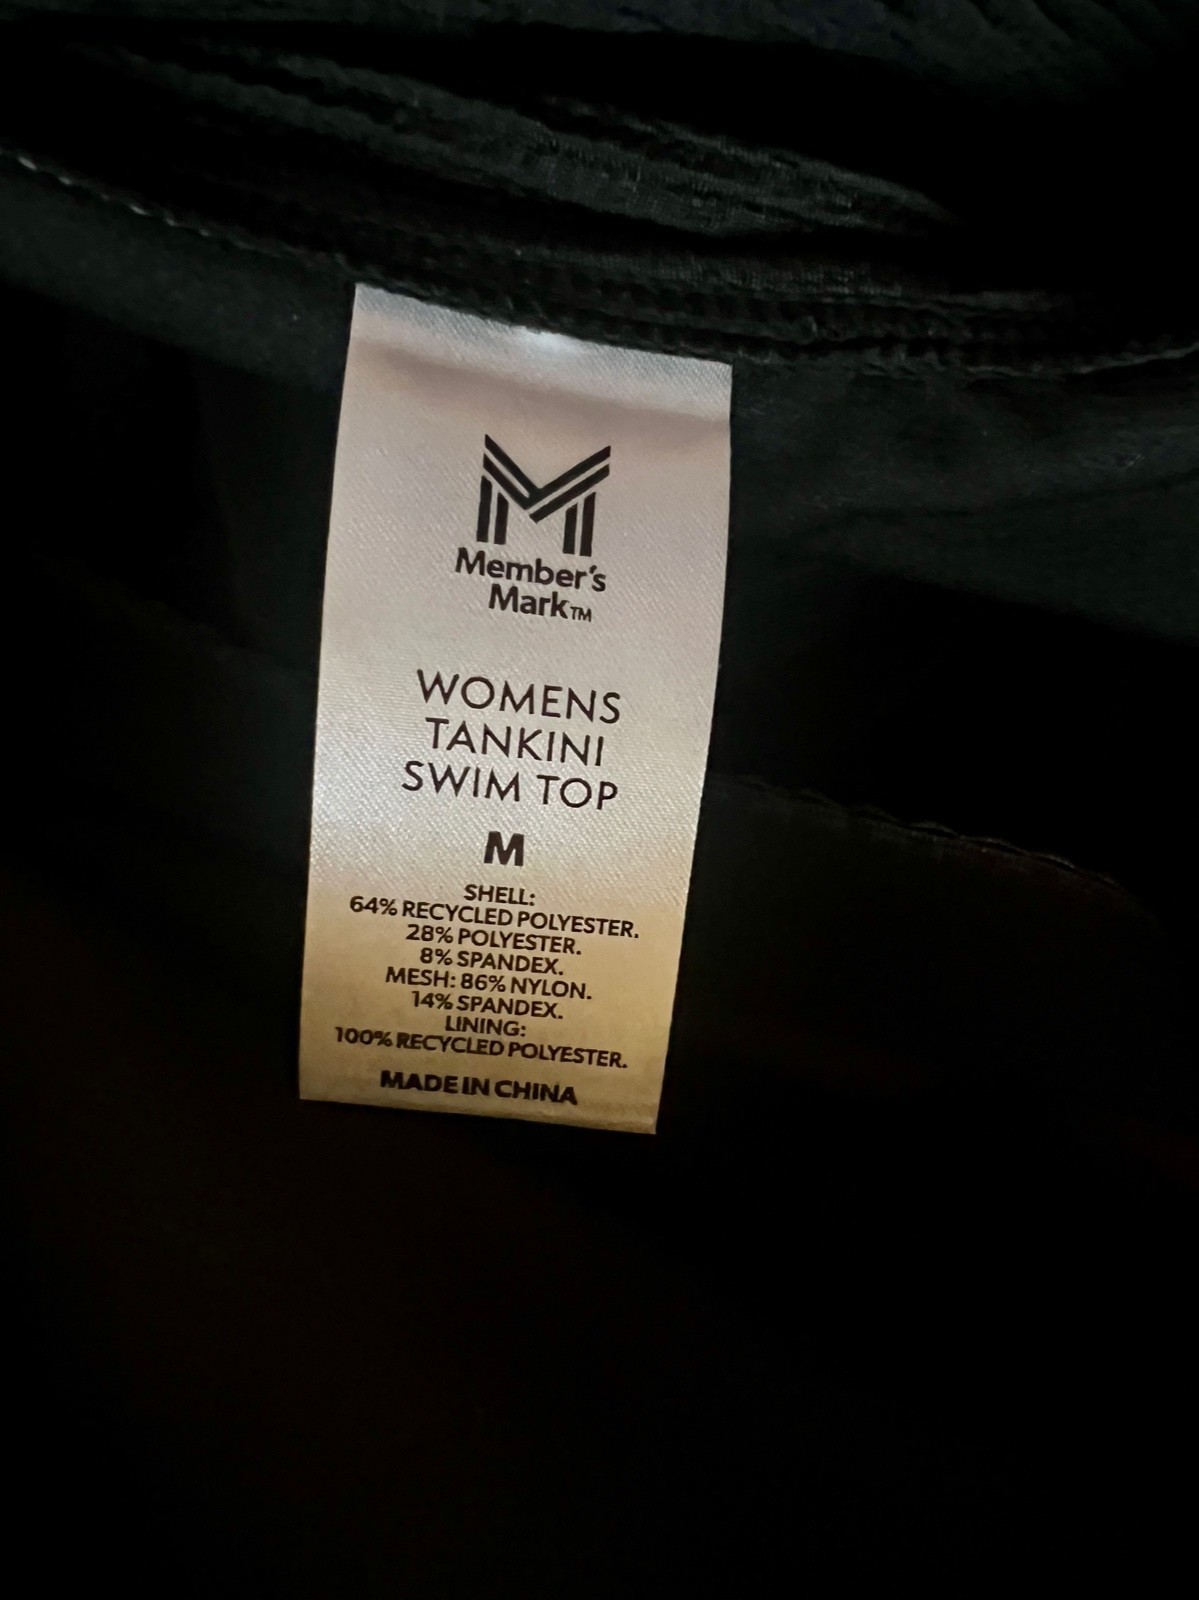 Member's
Mark™
WOMENS
TANKINI
SWIM TOP
M
SHELL:
64% RECYCLED POLYESTER.
28% POLYESTER.
8% SPANDEX.
MESH: 86% NYLON.
14% SPANDEX.
LINING:
100% RECYCLED POLYESTER.
MADE IN CHINA